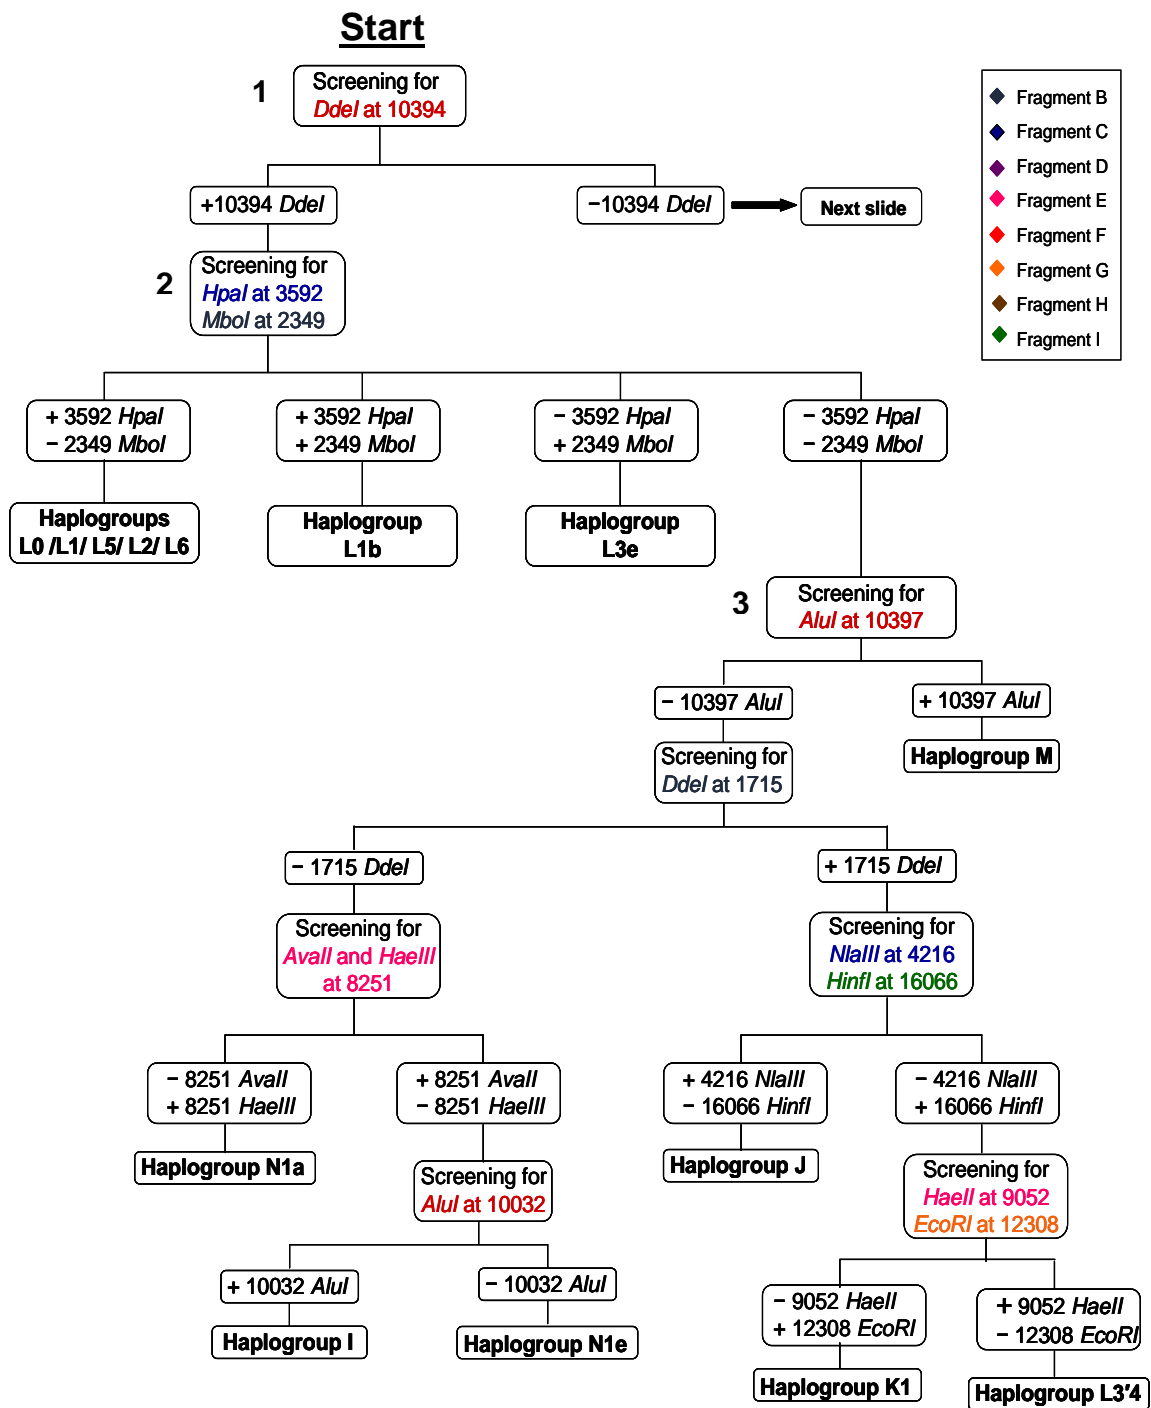 Start
1
Screening for
DdeI at 10394
Fragment B
Fragment C
Fragment D
Fragment E
Fragment F
Fragment G
Fragment H
Fragment I
+10394 DdeI
−10394 DdeI
Next slide
2
Screening for
HpaI at 3592
MboI at 2349
+ 3592 HpaI
− 2349 MboI
+ 3592 HpaI
+ 2349 MboI
− 3592 HpaI
+ 2349 MboI
− 3592 HpaI
− 2349 MboI
Haplogroups
L0 /L1/ L5/ L2/ L6
Haplogroup
L1b
Haplogroup
L3e
3
Screening for
AluI at 10397
− 10397 AluI
+ 10397 AluI
Screening for
DdeI at 1715
Haplogroup M
− 1715 DdeI
+ 1715 DdeI
Screening for
AvaII and HaeIII
at 8251
Screening for
NlaIII at 4216
HinfI at 16066
− 8251 AvaII
+ 8251 HaeIII
+ 8251 AvaII
− 8251 HaeIII
+ 4216 NlaIII
− 16066 HinfI
− 4216 NlaIII
+ 16066 HinfI
Haplogroup N1a
Screening for
AluI at 10032
Haplogroup J
Screening for
HaeII at 9052
EcoRI at 12308
+ 10032 AluI
− 10032 AluI
− 9052 HaeII
+ 12308 EcoRI
+ 9052 HaeII
− 12308 EcoRI
Haplogroup I
Haplogroup N1e
Haplogroup K1
Haplogroup L3'4